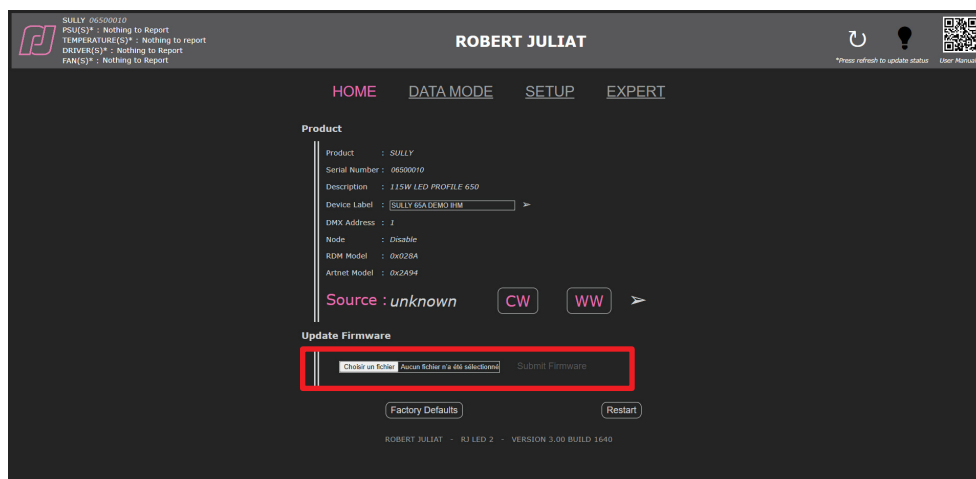 SULLY 06500010
PSU(S)* : Nothing to Report
TEMPERATURE(S)* : Nothing to report
DRIVER(S)* : Nothing to Report
FAN(S)* : Nothing to Report
ROBERT JULIAT
*Press refresh to update status
User Manual
HOME DATA MODE SETUP EXPERT
Product
Product : SULLY
Serial Number : 06500010
Description : 115W LED PROFILE 650
Device Label : SULLY 65A DEMO IHM
DMX Address : 1
Node : Disable
RDM Model : 0x028A
Artnet Model : 0x2A94
Source : unknown CW WW
Update Firmware
Choisir un fichier Aucun fichier n'a été sélectionné Submit Firmware
Factory Defaults Restart
ROBERT JULIAT - RJ LED 2 - VERSION 3.00 BUILD 1640